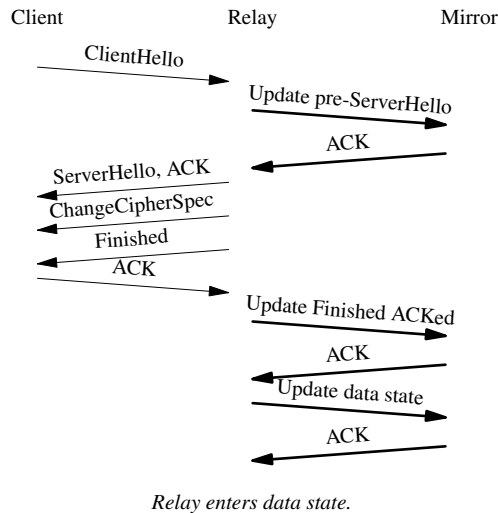 Client Relay Mirror
ClientHello
Update pre-ServerHello
ACK
ServerHello, ACK
ChangeCipherSpec
Finished
ACK
Update Finished ACKed
ACK
Update data state
ACK
Relay enters data state.